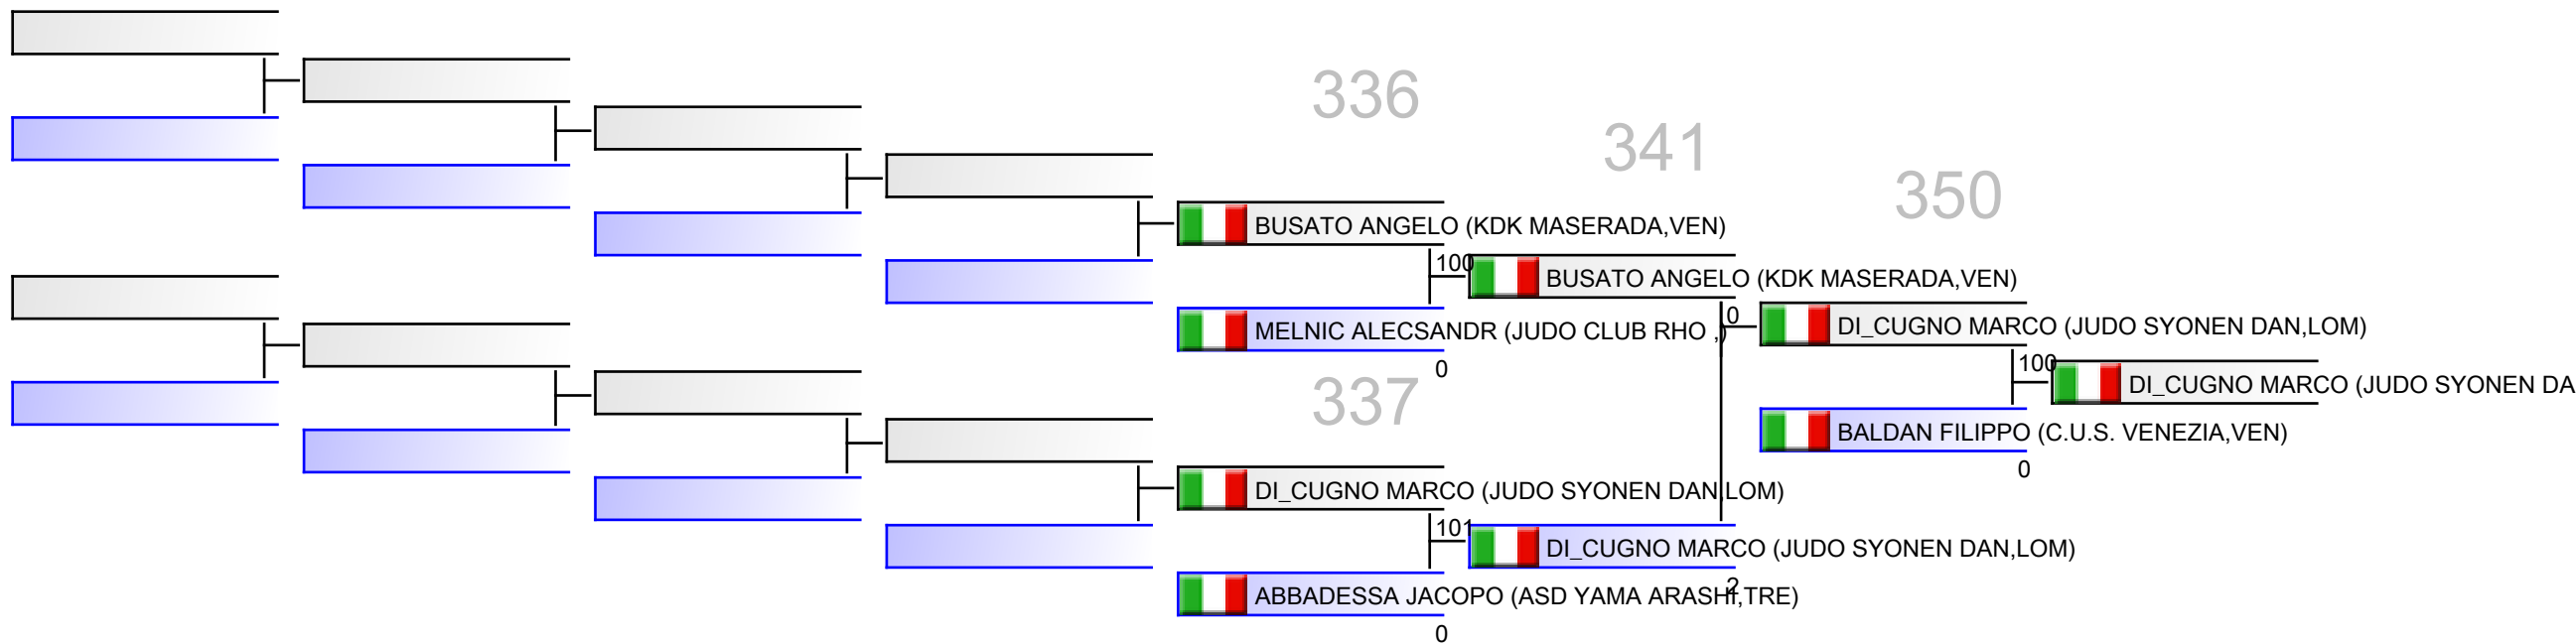 336
341
350
BUSATO ANGELO (KDK MASERADA,VEN)
100
BUSATO ANGELO (KDK MASERADA,VEN)
MELNIC ALECSANDR (JUDO CLUB RHO ,)
0
0
DI_CUGNO MARCO (JUDO SYONEN DAN,LOM)
100
DI_CUGNO MARCO (JUDO SYONEN DA
BALDAN FILIPPO (C.U.S. VENEZIA,VEN)
0
337
DI_CUGNO MARCO (JUDO SYONEN DAN,LOM)
101
DI_CUGNO MARCO (JUDO SYONEN DAN,LOM)
2
ABBADESSA JACOPO (ASD YAMA ARASHI,TRE)
0